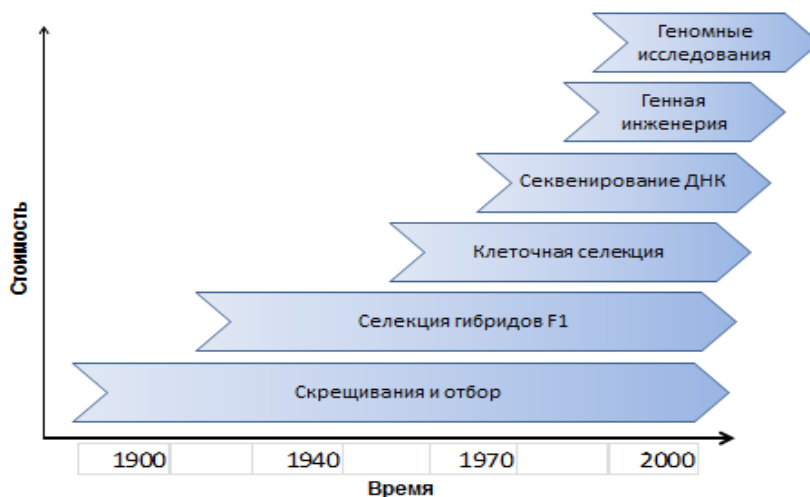 Геномные
исследования
Генная
инженерия
Секвенирование ДНК
Клеточная селекция
Селекция гибридов F1
Скрещивания и отбор
Стоимость
1900 1940 1970 2000
Время